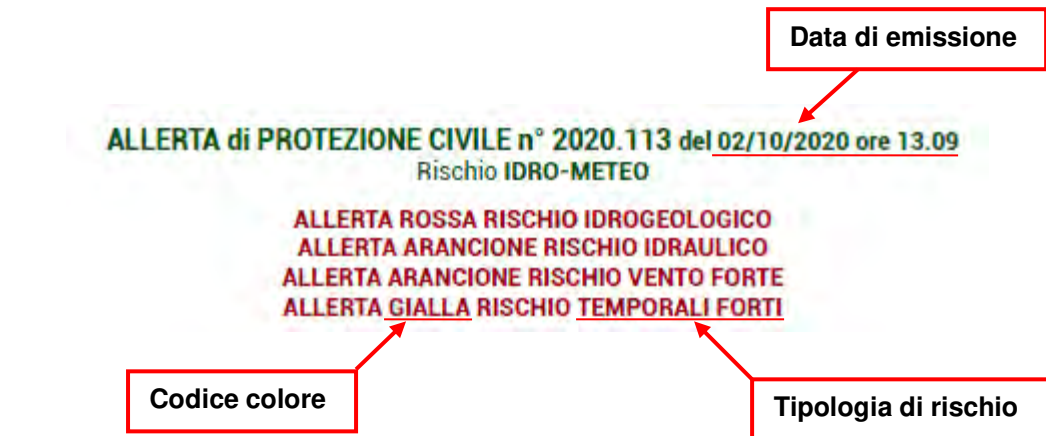 Data di emissione
ALLERTA di PROTEZIONE CIVILE n° 2020.113 del 02/10/2020 ore 13.09
Rischio IDRO-METEO
ALLERTA ROSSA RISCHIO IDROGEOLOGICO
ALLERTA ARANCIONE RISCHIO IDRAULICO
ALLERTA ARANCIONE RISCHIO VENTO FORTE
ALLERTA GIALLA RISCHIO TEMPORALI FORTI
Codice colore
Tipologia di rischio